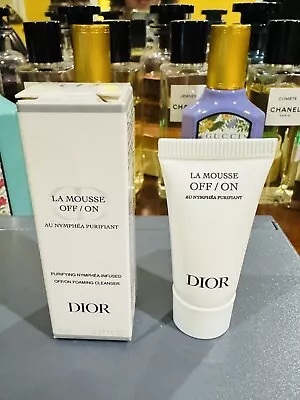 LA MOUSSE
OFF / ON
AU NYMPHÉA PURIFIANT
PURIFYING NYMPHÉA INFUSED
OFF/ON FOAMING CLEANSER
DIOR
LA MOUSSE
OFF / ON
AU NYMPHÉA PURIFIANT
DIOR
GUCCI
JERSEY
CHANEL
COMÈTE
CHANEL
PARIS